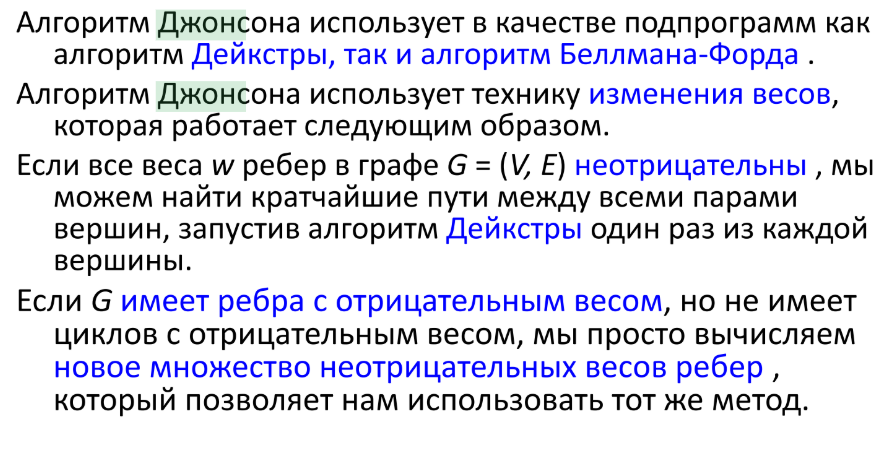 Алгоритм Джонсона использует в качестве подпрограмм как
алгоритм Дейкстры, так и алгоритм Беллмана-Форда .
Алгоритм Джонсона использует технику изменения весов,
которая работает следующим образом.
Если все веса w ребер в графе G = (V, E) неотрицательны , мы
можем найти кратчайшие пути между всеми парами
вершин, запустив алгоритм Дейкстры один раз из каждой
вершины.
Если G имеет ребра с отрицательным весом, но не имеет
циклов с отрицательным весом, мы просто вычисляем
новое множество неотрицательных весов ребер ,
который позволяет нам использовать тот же метод.